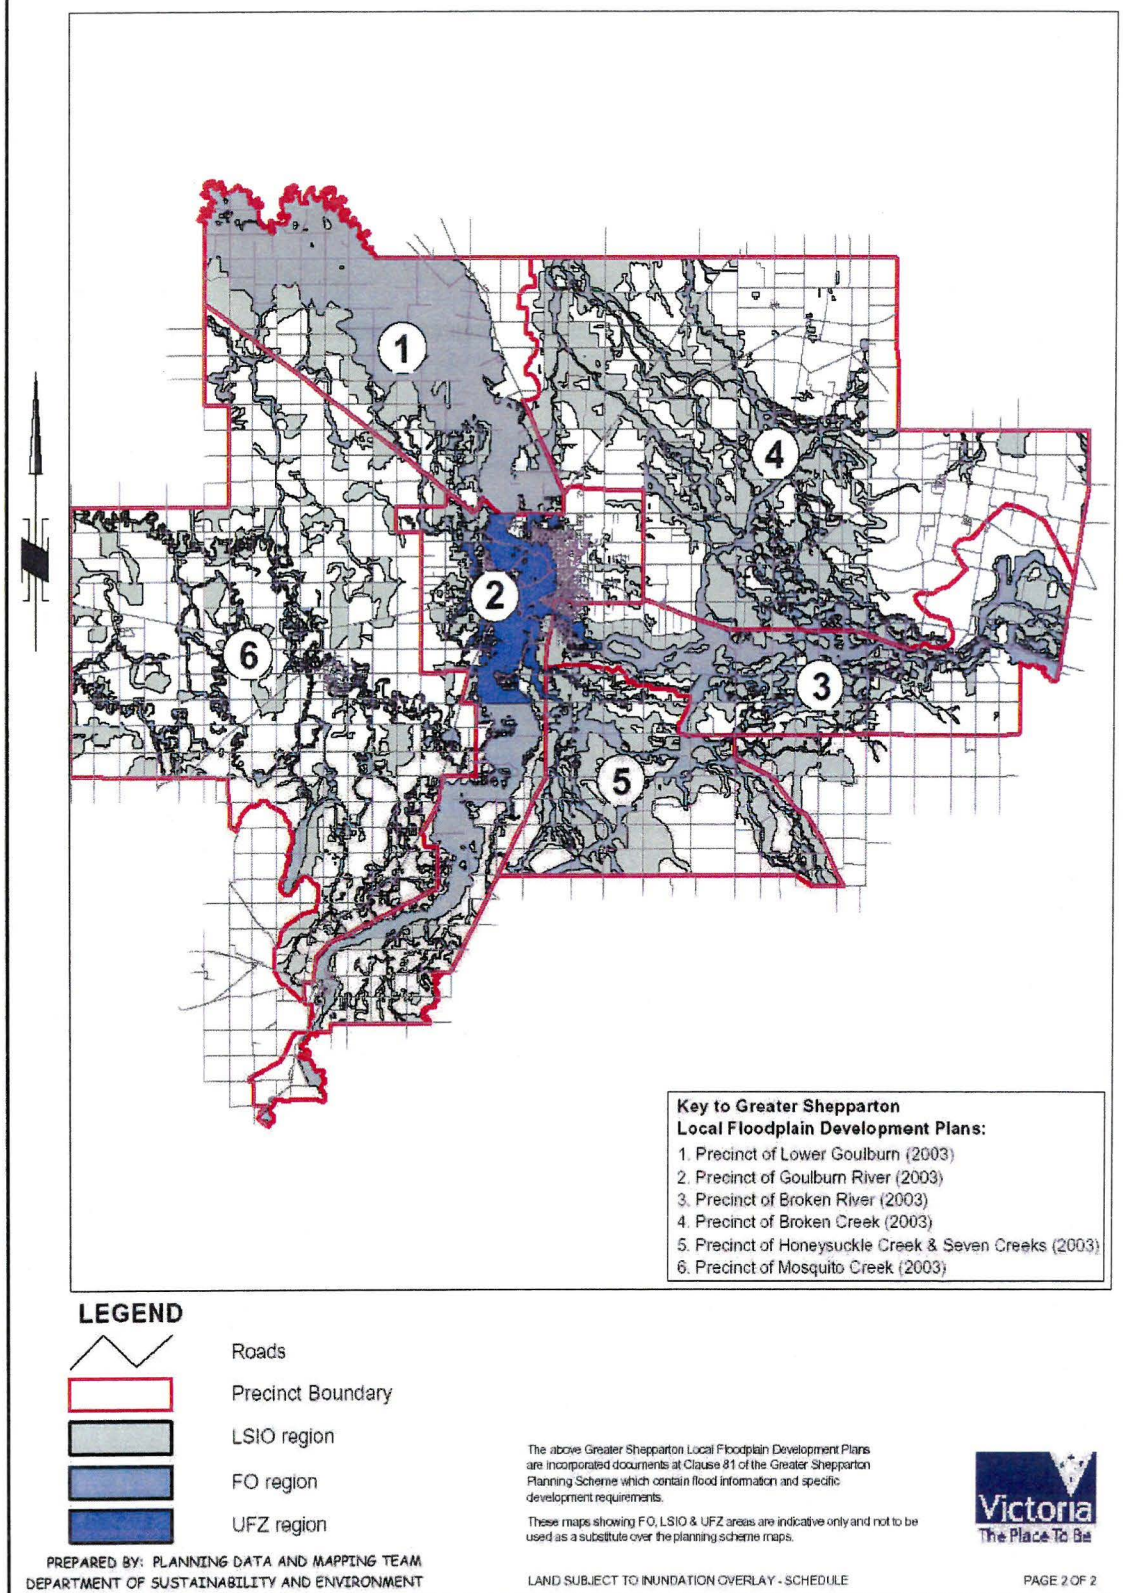 1
4
2
6
3
5
Key to Greater Shepparton
Local Floodplain Development Plans:
1. Precinct of Lower Goulburn (2003)
2. Precinct of Goulburn River (2003)
3. Precinct of Broken River (2003)
4. Precinct of Broken Creek (2003)
5. Precinct of Honeysuckle Creek & Seven Creeks (2003)
6. Precinct of Mosquito Creek (2003)
LEGEND
Roads
Precinct Boundary
LSIO region
FO region
UFZ region
PREPARED BY: PLANNING DATA AND MAPPING TEAM
DEPARTMENT OF SUSTAINABILITY AND ENVIRONMENT
The above Greater Shepparton Local Floodplain Development Plans
are incorporated documents at Clause 81 of the Greater Shepparton
Planning Scheme which contain flood information and specific
development requirements.
These maps showing FO, LSIO & UFZ areas are indicative only and not to be
used as a substitute over the planning scheme maps.
LAND SUBJECT TO INUNDATION OVERLAY - SCHEDULE
Victoria
The Place To Be
PAGE 2 OF 2